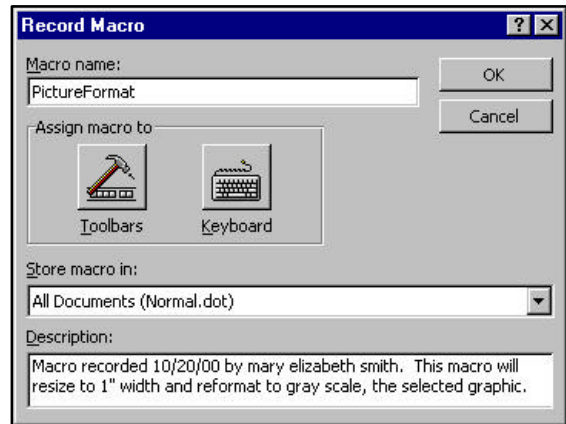 Record Macro
Macro name:
OK
PictureFormat
Cancel
Assign macro to
Toolbars Keyboard
Store macro in:
All Documents (Normal.dot)
Description:
Macro recorded 10/20/00 by mary elizabeth smith. This macro will
resize to 1" width and reformat to gray scale, the selected graphic.